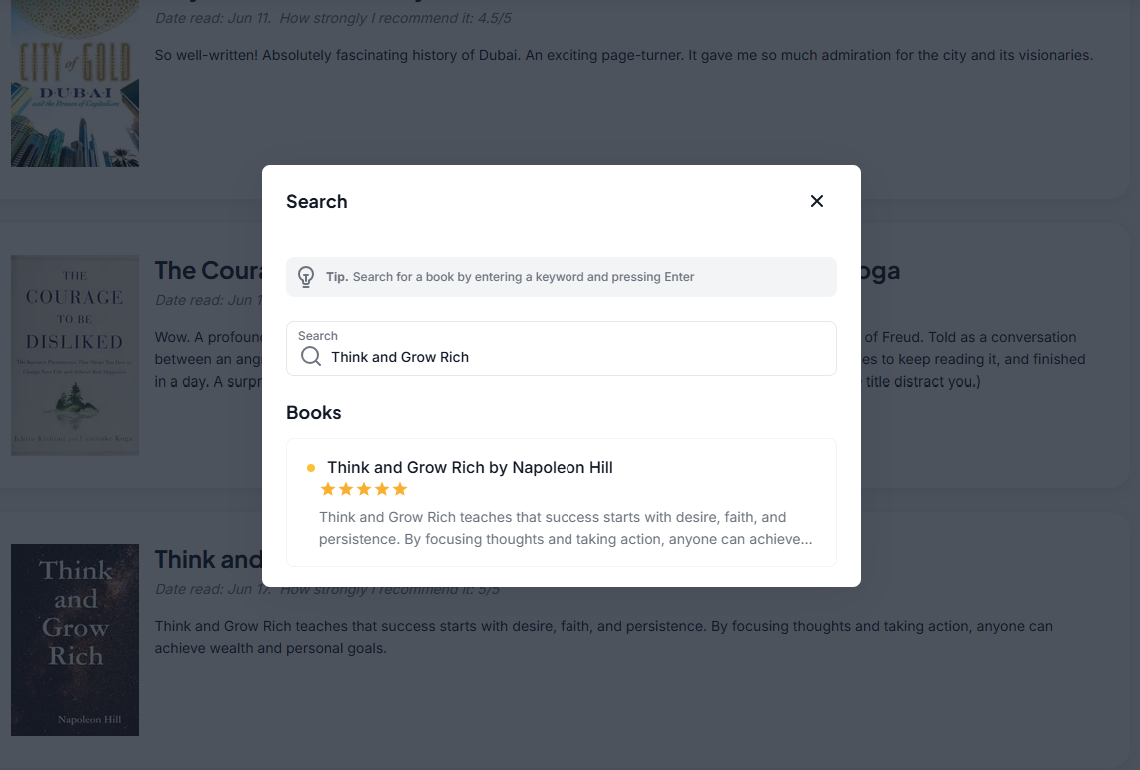 Date read: Jun 11. How strongly I recommend it: 4.5/5
So well-written! Absolutely fascinating history of Dubai. An exciting page-turner. It gave me so much admiration for the city and its visionaries.
CITY of GOLD
DUBAI
and the Dream of Capitalism
Search
Tip. Search for a book by entering a keyword and pressing Enter
Search
Think and Grow Rich
Books
Think and Grow Rich by Napoleon Hill
Think and Grow Rich teaches that success starts with desire, faith, and
persistence. By focusing thoughts and taking action, anyone can achieve...
THE
COURAGE
TO BE
DISLIKED
The Coura
oga
Date read: Jun 1
Wow. A profoun
of Freud. Told as a conversation
between an ang
es to keep reading it, and finished
in a day. A surpr
title distract you.)
Think
and
Grow
Rich
Napoleon Hill
Think and
Date read: Jun 17. How strongly I recommend it: 5/5
Think and Grow Rich teaches that success starts with desire, faith, and persistence. By focusing thoughts and taking action, anyone can
achieve wealth and personal goals.